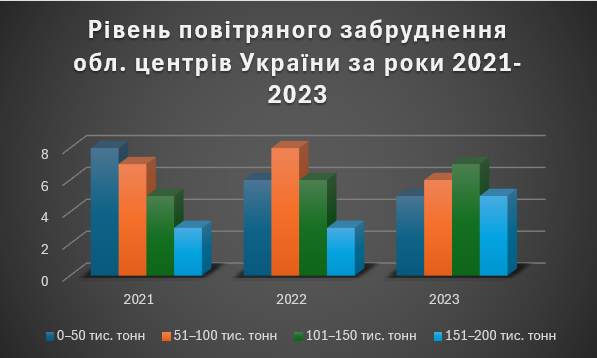 Рівень повітряного забруднення
обл. центрів України за роки 2021-
2023
8
6
4
2
0
2021 2022 2023
0–50 тис. тонн 51–100 тис. тонн 101–150 тис. тонн 151–200 тис. тонн